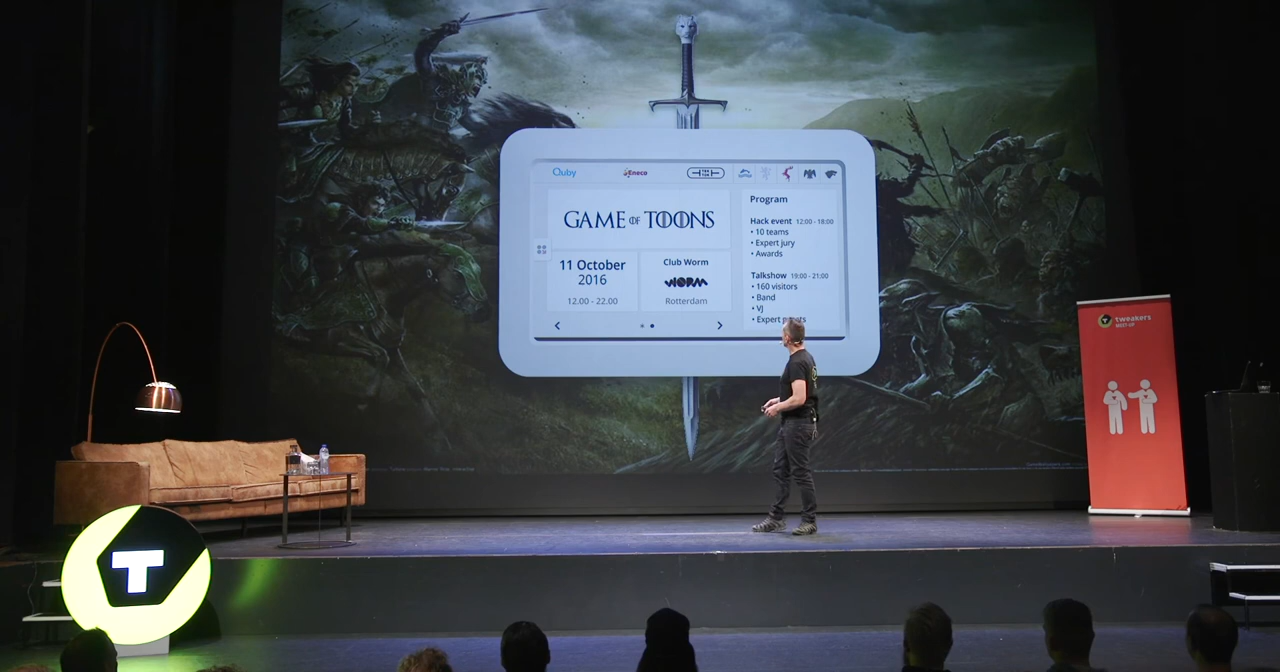 Quby
eneco
GAME OF TOONS
11 October
2016
12.00 - 22.00
Club Worm
WORM
Rotterdam
Program
Hack event 12:00 - 18:00
• 10 teams
• Expert jury
• Awards
Talkshow 19:00 - 21:00
• 160 visitors
• Band
• VJ
• Expert
tweakers
MEET-UP
T